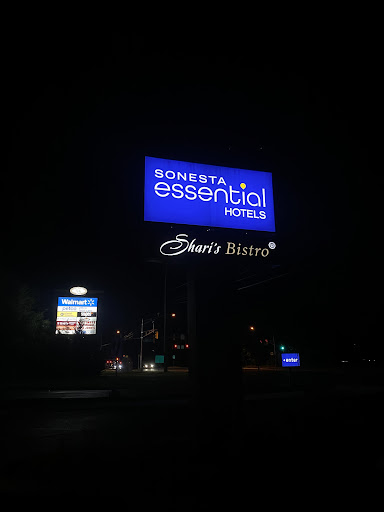 SONESTA
essential
HOTELS
Shari's Bistro
Walmart
enter